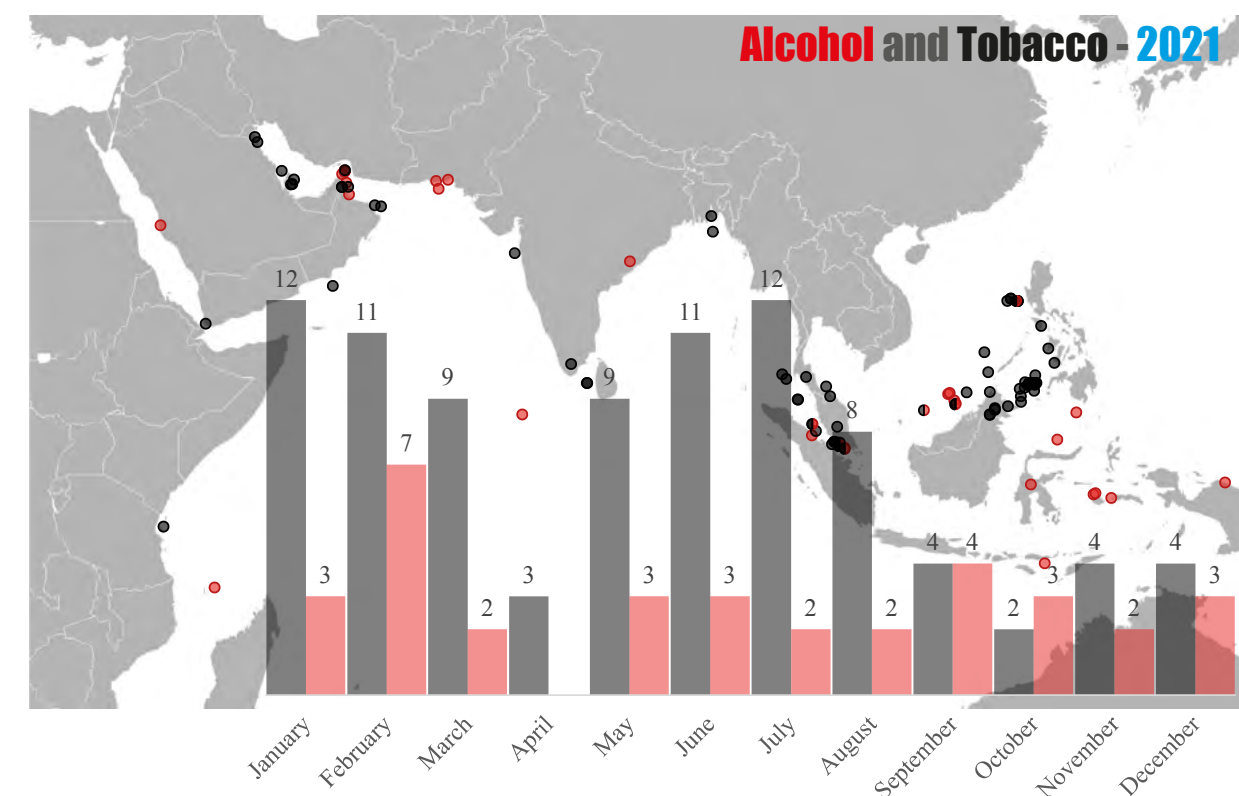 Alcohol and Tobacco - 2021
12
12
11
11
9
9
8
7
4
4
4
4
3
3
3
3
3
3
2
2
2
2
2
January
February
March
April
May
June
July
August
September
October
November
December